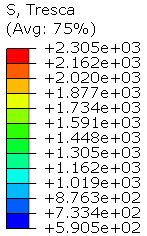 S, Tresca
(Avg: 75%)
+2.305e+03
+2.162e+03
+2.020e+03
+1.877e+03
+1.734e+03
+1.591e+03
+1.448e+03
+1.305e+03
+1.162e+03
+1.019e+03
+8.763e+02
+7.334e+02
+5.905e+02